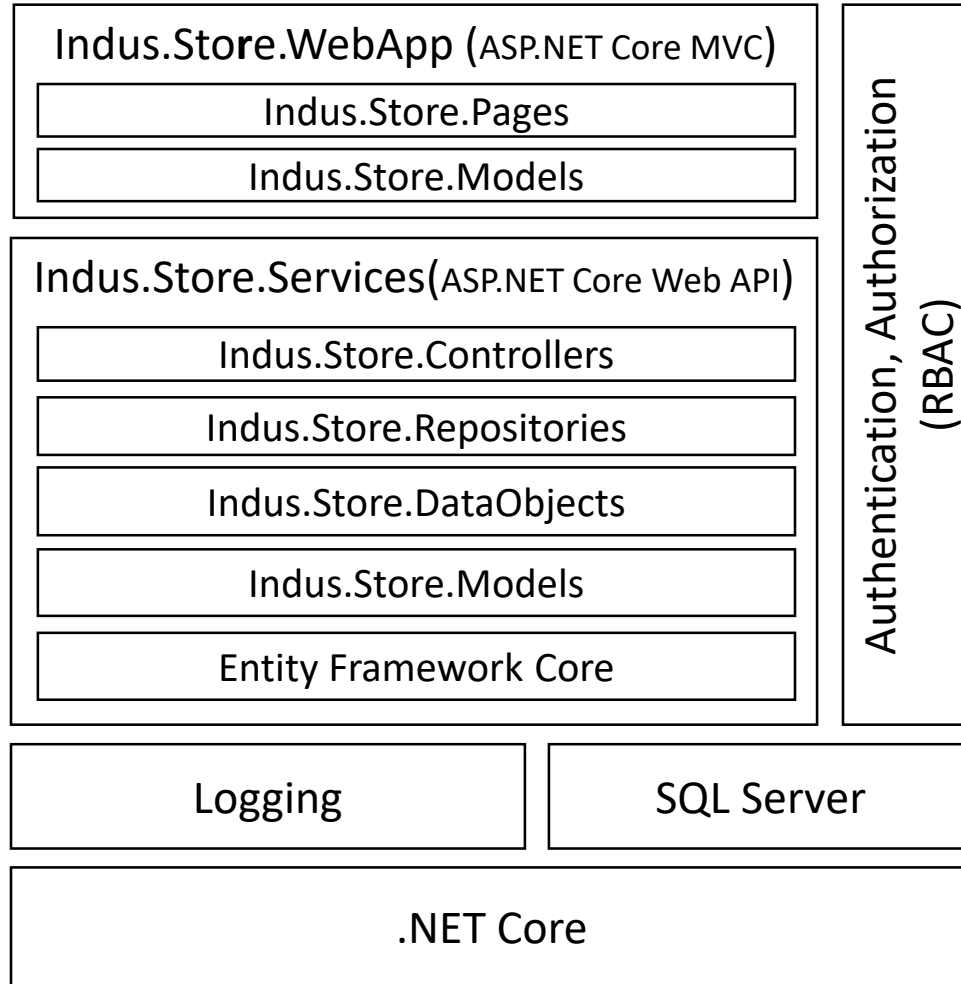 Indus.Store.WebApp (ASP.NET Core MVC)
Indus.Store.Pages
Indus.Store.Models
Indus.Store.Services(ASP.NET Core Web API)
Indus.Store.Controllers
Indus.Store.Repositories
Indus.Store.DataObjects
Indus.Store.Models
Entity Framework Core
Authentication, Authorization
(RBAC)
Logging
SQL Server
.NET Core